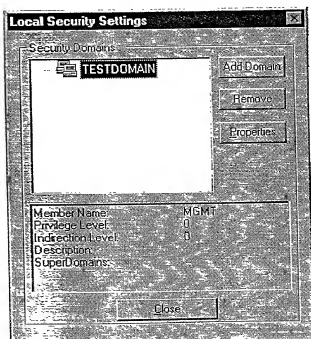 Local Security Settings
Security Domains
TESTDOMAIN
Add Domain
Remove
Properties
Member Name: MGMT
Privilege Level: 0
Indirection Level: 0
Description:
SuperDomains:
Close